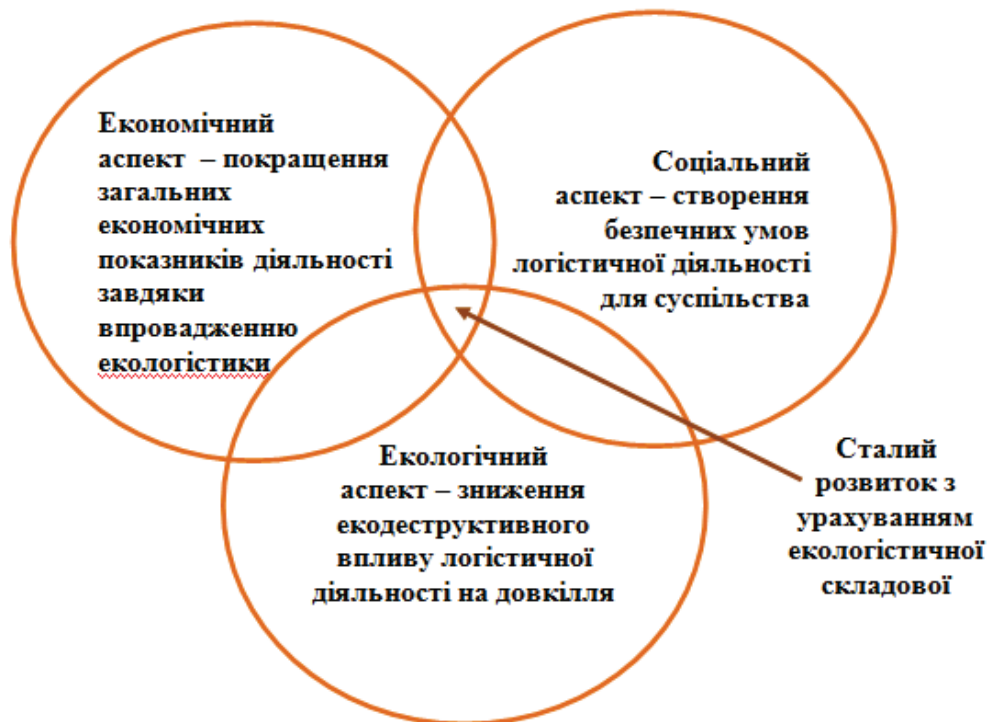 Економічний
аспект – покращення
загальних
економічних
показників діяльності
завдяки
впровадженню
екологістики
Соціальний
аспект – створення
безпечних умов
логістичної діяльності
для суспільства
Екологічний
аспект – зниження
екодеструктивного
впливу логістичної
діяльності на довкілля
Сталий
розвиток з
урахуванням
екологістичної
складової